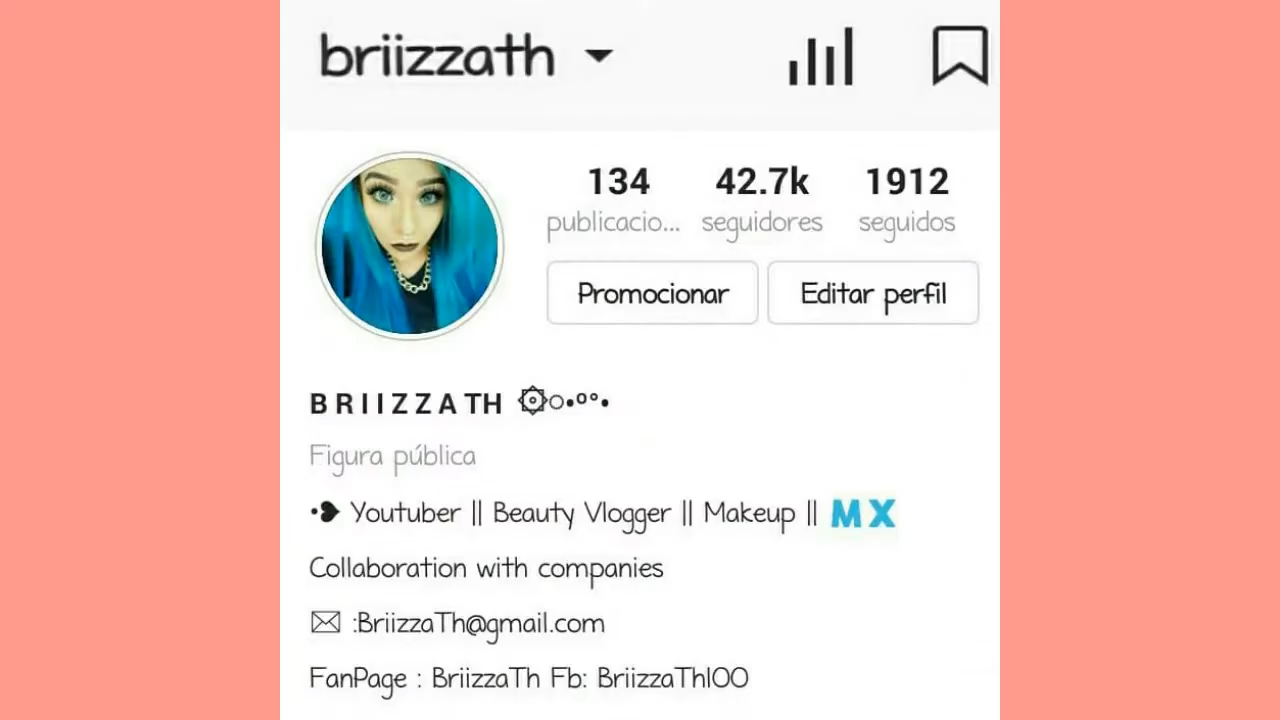 briizzath
134 42.7k 1912
publicacio... seguidores seguidos
Promocionar Editar perfil
B R I I Z Z A TH ۞○•°°•
Figura pública
•❥ Youtuber || Beauty Vlogger || Makeup || MX
Collaboration with companies
✉ :BriizzaTh@gmail.com
FanPage : BriizzaTh Fb: BriizzaTh100